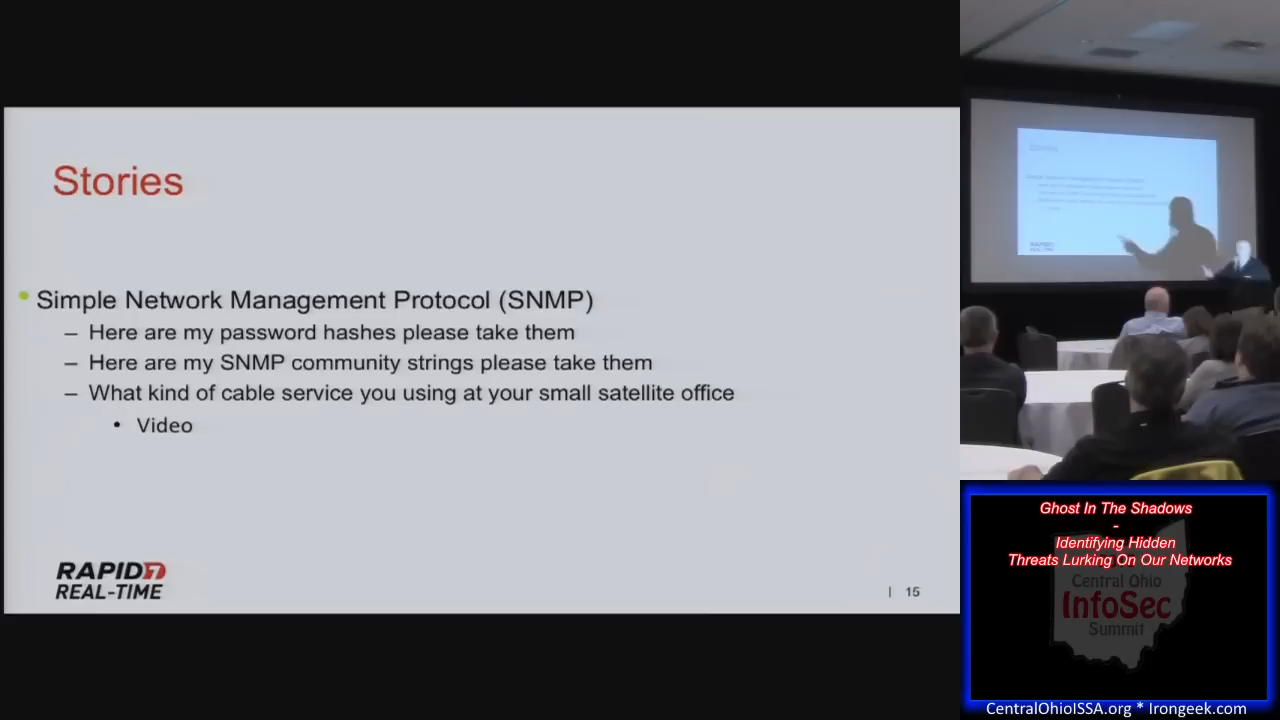 Stories
Simple Network Management Protocol (SNMP)
– Here are my password hashes please take them
– Here are my SNMP community strings please take them
– What kind of cable service you using at your small satellite office
• Video
RAPID7
REAL-TIME
| 15
Ghost In The Shadows
-
Identifying Hidden
Threats Lurking On Our Networks
Central Ohio
InfoSec
Summit
CentralOhioISSA.org * Irongeek.com